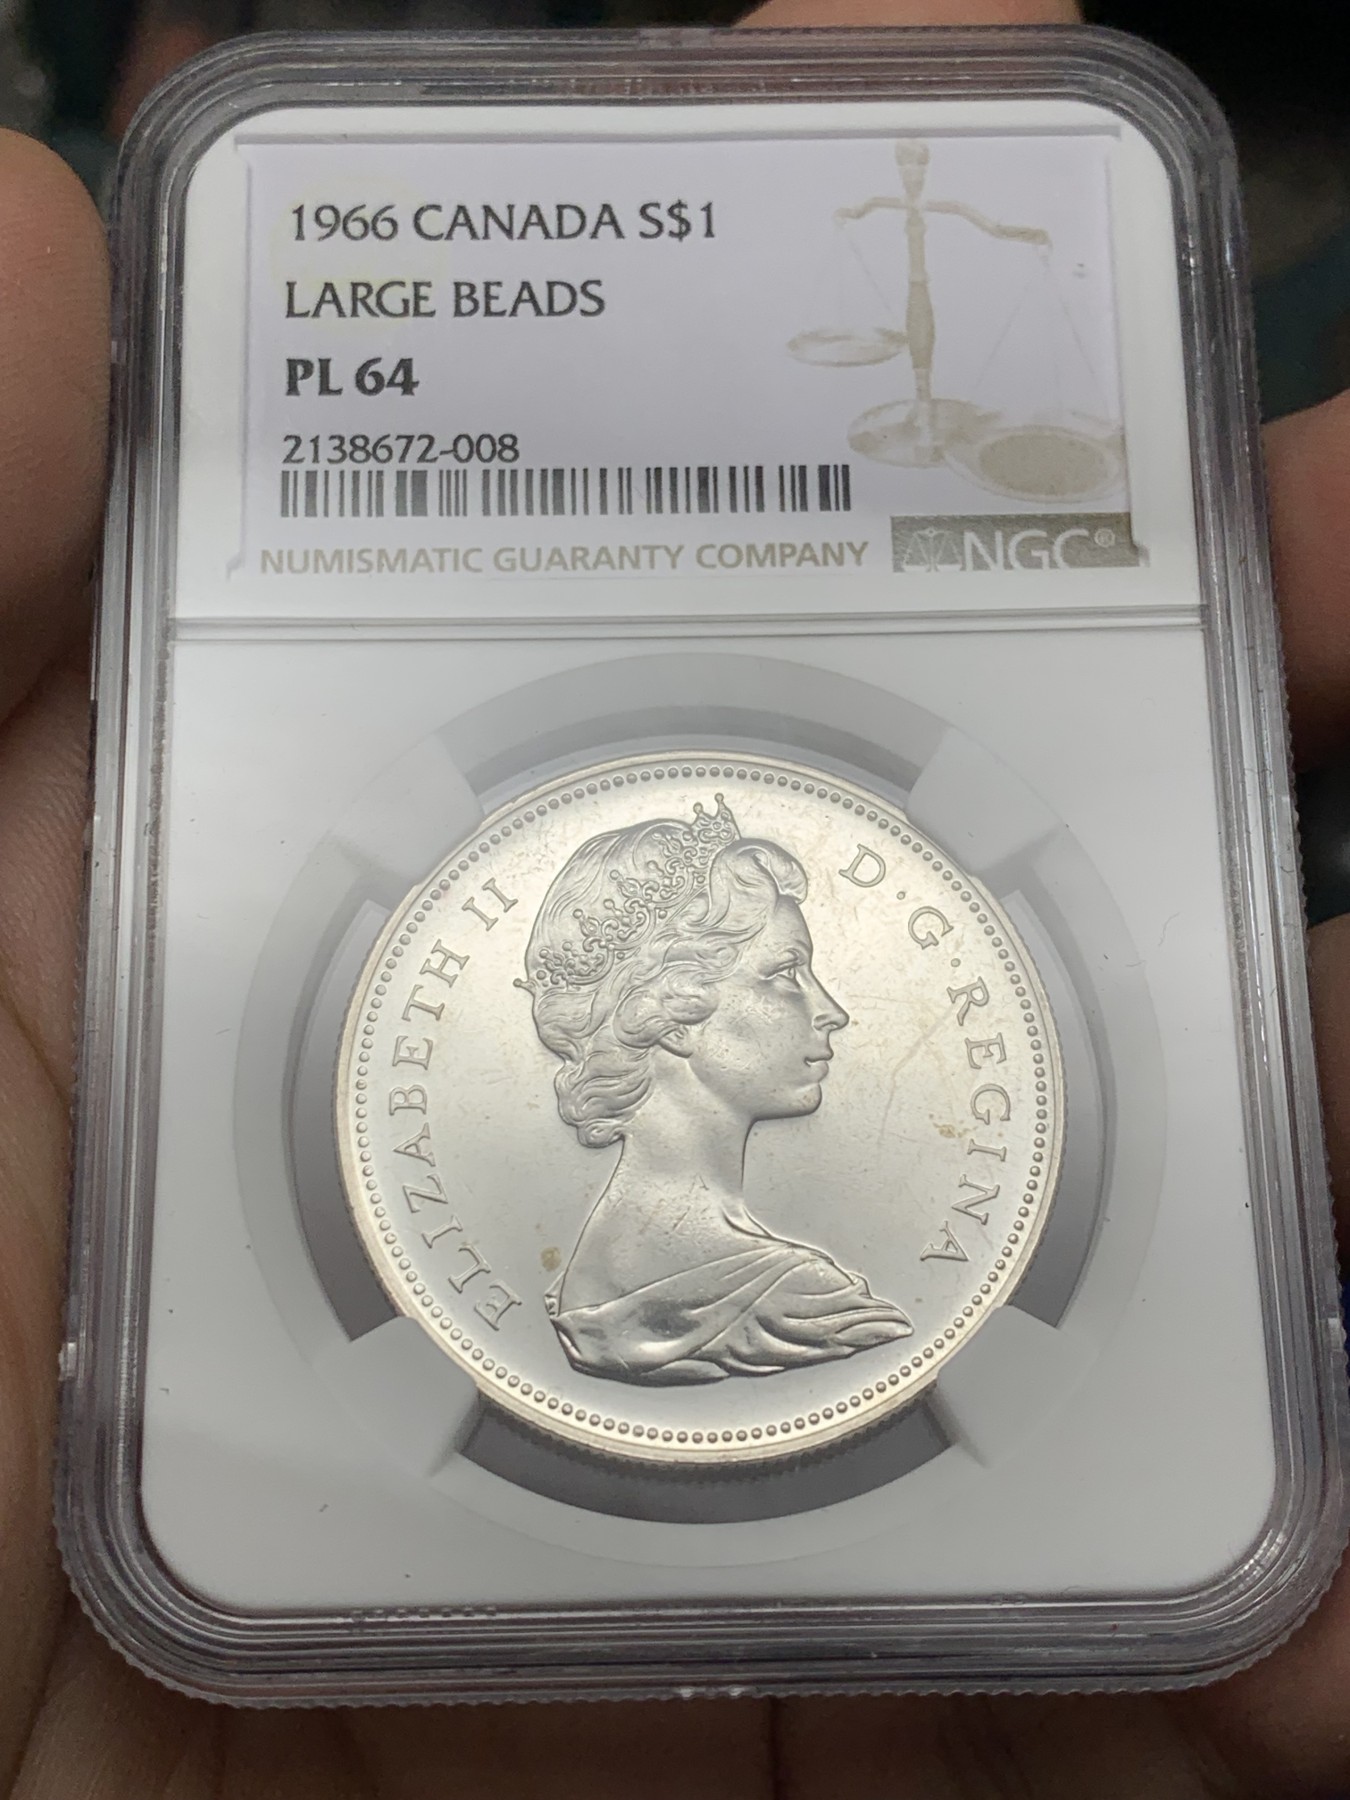 1966 CANADA S$1
LARGE BEADS
PL 64
2138672-008
NUMISMATIC GUARANTY COMPANY
NGC®
ELIZABETH II
D·G·REGINA